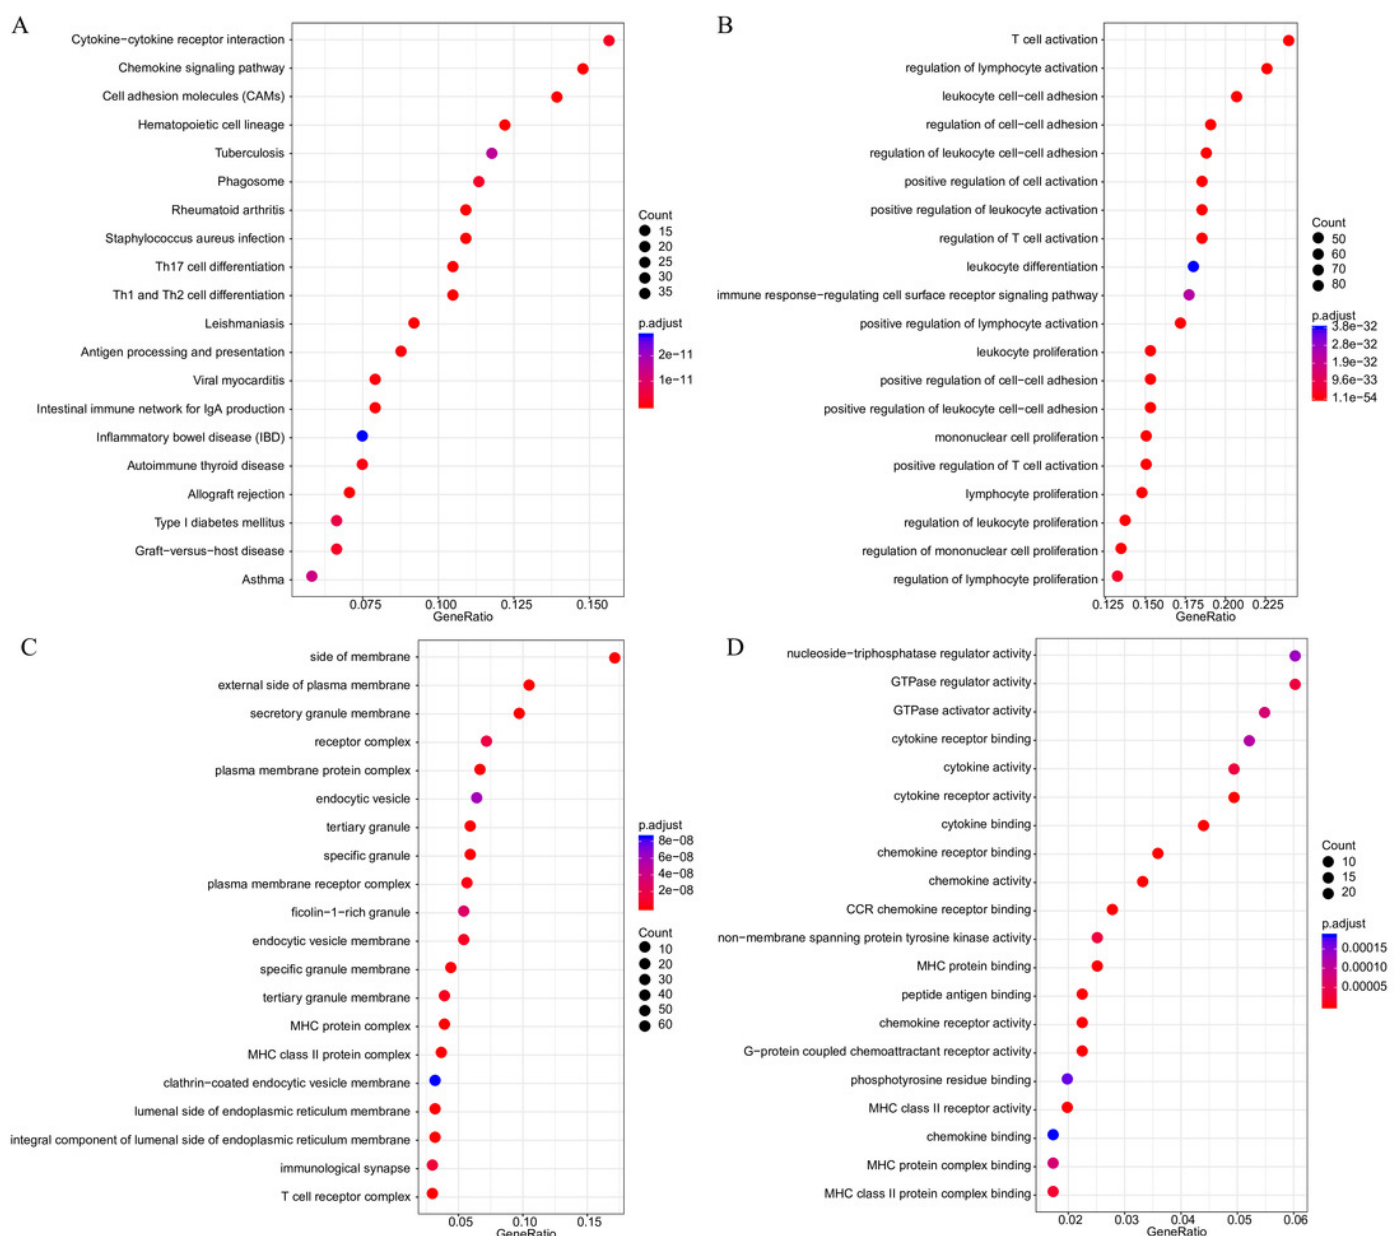 A
Cytokine−cytokine receptor interaction
Chemokine signaling pathway
Cell adhesion molecules (CAMs)
Hematopoietic cell lineage
Tuberculosis
Phagosome
Rheumatoid arthritis
Staphylococcus aureus infection
Th17 cell differentiation
Th1 and Th2 cell differentiation
Leishmaniasis
Antigen processing and presentation
Viral myocarditis
Intestinal immune network for IgA production
Inflammatory bowel disease (IBD)
Autoimmune thyroid disease
Allograft rejection
Type I diabetes mellitus
Graft−versus−host disease
Asthma
0.075 0.100 0.125 0.150
GeneRatio
Count
15
20
25
30
35
p.adjust
2e−11
1e−11
B
T cell activation
regulation of lymphocyte activation
leukocyte cell−cell adhesion
regulation of cell−cell adhesion
regulation of leukocyte cell−cell adhesion
positive regulation of cell activation
positive regulation of leukocyte activation
regulation of T cell activation
leukocyte differentiation
immune response−regulating cell surface receptor signaling pathway
positive regulation of lymphocyte activation
leukocyte proliferation
positive regulation of cell−cell adhesion
positive regulation of leukocyte cell−cell adhesion
mononuclear cell proliferation
positive regulation of T cell activation
lymphocyte proliferation
regulation of leukocyte proliferation
regulation of mononuclear cell proliferation
regulation of lymphocyte proliferation
0.125 0.150 0.175 0.200 0.225
GeneRatio
Count
50
60
70
80
p.adjust
3.8e−32
2.8e−32
1.9e−32
9.6e−33
1.1e−54
C
side of membrane
external side of plasma membrane
secretory granule membrane
receptor complex
plasma membrane protein complex
endocytic vesicle
tertiary granule
specific granule
plasma membrane receptor complex
ficolin−1−rich granule
endocytic vesicle membrane
specific granule membrane
tertiary granule membrane
MHC protein complex
MHC class II protein complex
clathrin−coated endocytic vesicle membrane
lumenal side of endoplasmic reticulum membrane
integral component of lumenal side of endoplasmic reticulum membrane
immunological synapse
T cell receptor complex
0.05 0.10 0.15
GeneRatio
p.adjust
8e−08
6e−08
4e−08
2e−08
Count
10
20
30
40
50
60
D
nucleoside−triphosphatase regulator activity
GTPase regulator activity
GTPase activator activity
cytokine receptor binding
cytokine activity
cytokine receptor activity
cytokine binding
chemokine receptor binding
chemokine activity
CCR chemokine receptor binding
non−membrane spanning protein tyrosine kinase activity
MHC protein binding
peptide antigen binding
chemokine receptor activity
G−protein coupled chemoattractant receptor activity
phosphotyrosine residue binding
MHC class II receptor activity
chemokine binding
MHC protein complex binding
MHC class II protein complex binding
0.02 0.03 0.04 0.05 0.06
GeneRatio
Count
10
15
20
p.adjust
0.00015
0.00010
0.00005